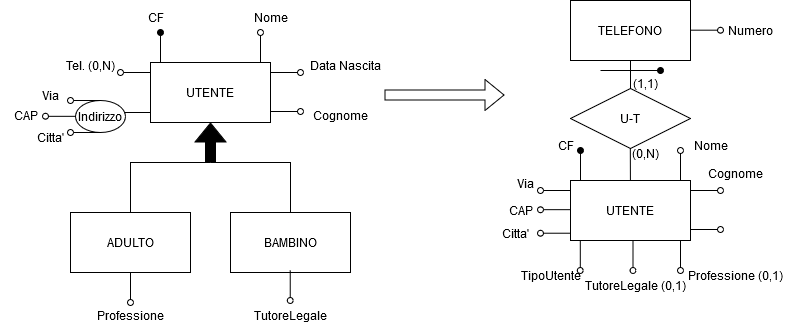 CF
Nome
Tel. (0,N)
UTENTE
Data Nascita
Via
CAP
Indirizzo
Citta'
Cognome
ADULTO
BAMBINO
Professione
TutoreLegale
TELEFONO
Numero
(1,1)
U-T
CF
(0,N)
Nome
Via
Cognome
CAP
UTENTE
Citta'
TipoUtente
TutoreLegale (0,1)
Professione (0,1)